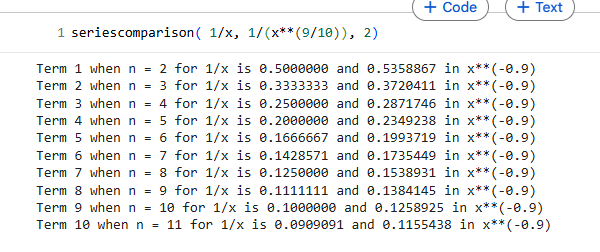 + Code + Text
1 seriescomparison( 1/x, 1/(x**(9/10)), 2)
Term 1 when n = 2 for 1/x is 0.5000000 and 0.5358867 in x**(-0.9)
Term 2 when n = 3 for 1/x is 0.3333333 and 0.3720411 in x**(-0.9)
Term 3 when n = 4 for 1/x is 0.2500000 and 0.2871746 in x**(-0.9)
Term 4 when n = 5 for 1/x is 0.2000000 and 0.2349238 in x**(-0.9)
Term 5 when n = 6 for 1/x is 0.1666667 and 0.1993719 in x**(-0.9)
Term 6 when n = 7 for 1/x is 0.1428571 and 0.1735449 in x**(-0.9)
Term 7 when n = 8 for 1/x is 0.1250000 and 0.1538931 in x**(-0.9)
Term 8 when n = 9 for 1/x is 0.1111111 and 0.1384145 in x**(-0.9)
Term 9 when n = 10 for 1/x is 0.1000000 and 0.1258925 in x**(-0.9)
Term 10 when n = 11 for 1/x is 0.0909091 and 0.1155438 in x**(-0.9)